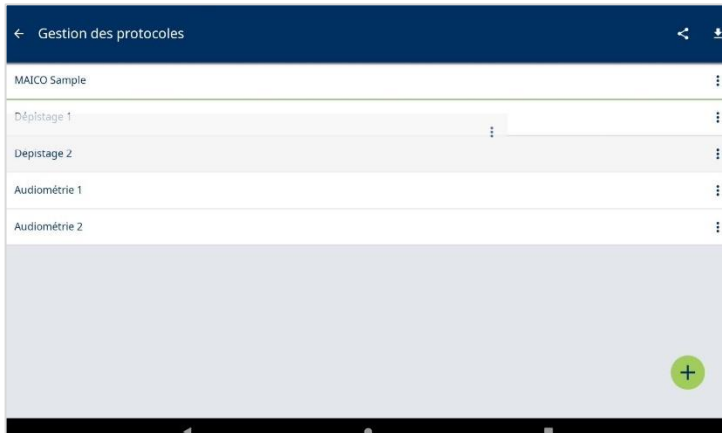 Gestion des protocoles
MAICO Sample
Dépistage 1
Dépistage 2
Audiométrie 1
Audiométrie 2